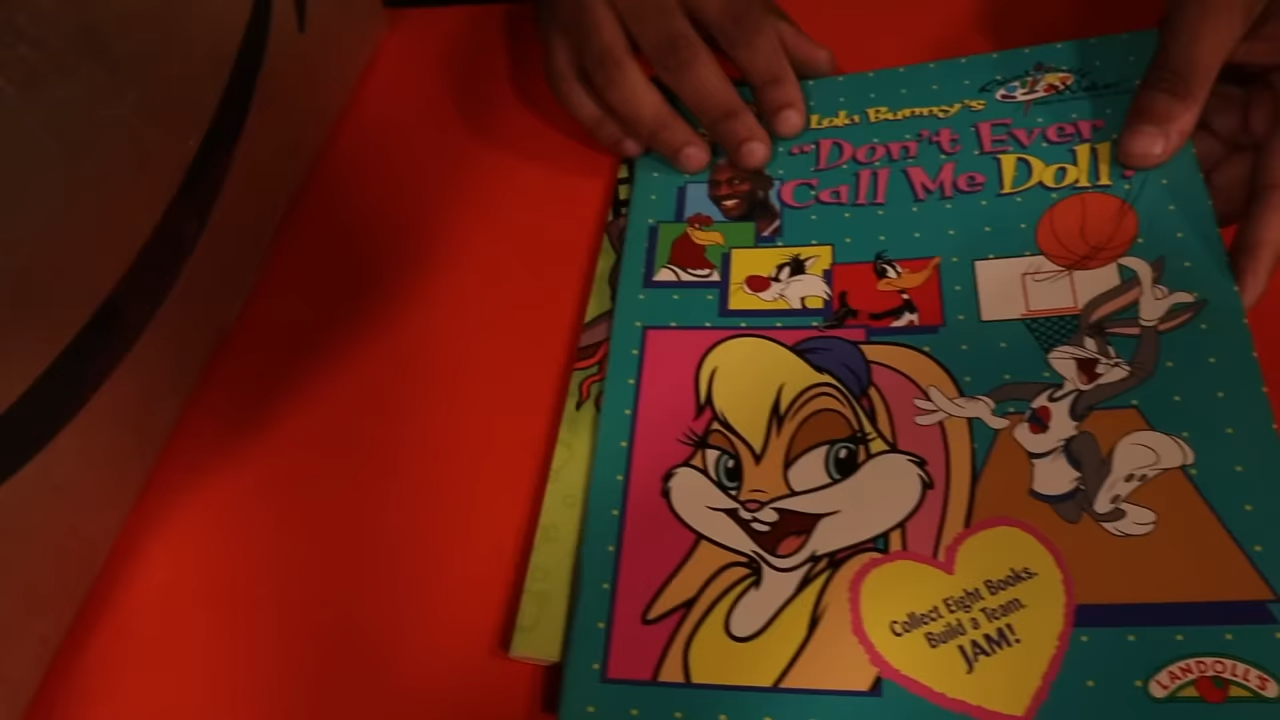 Lola Bunny's
"Don't Ever
Call Me Doll!"
Collect Eight Books.
Build a Team
JAM!
LANDOLL'S